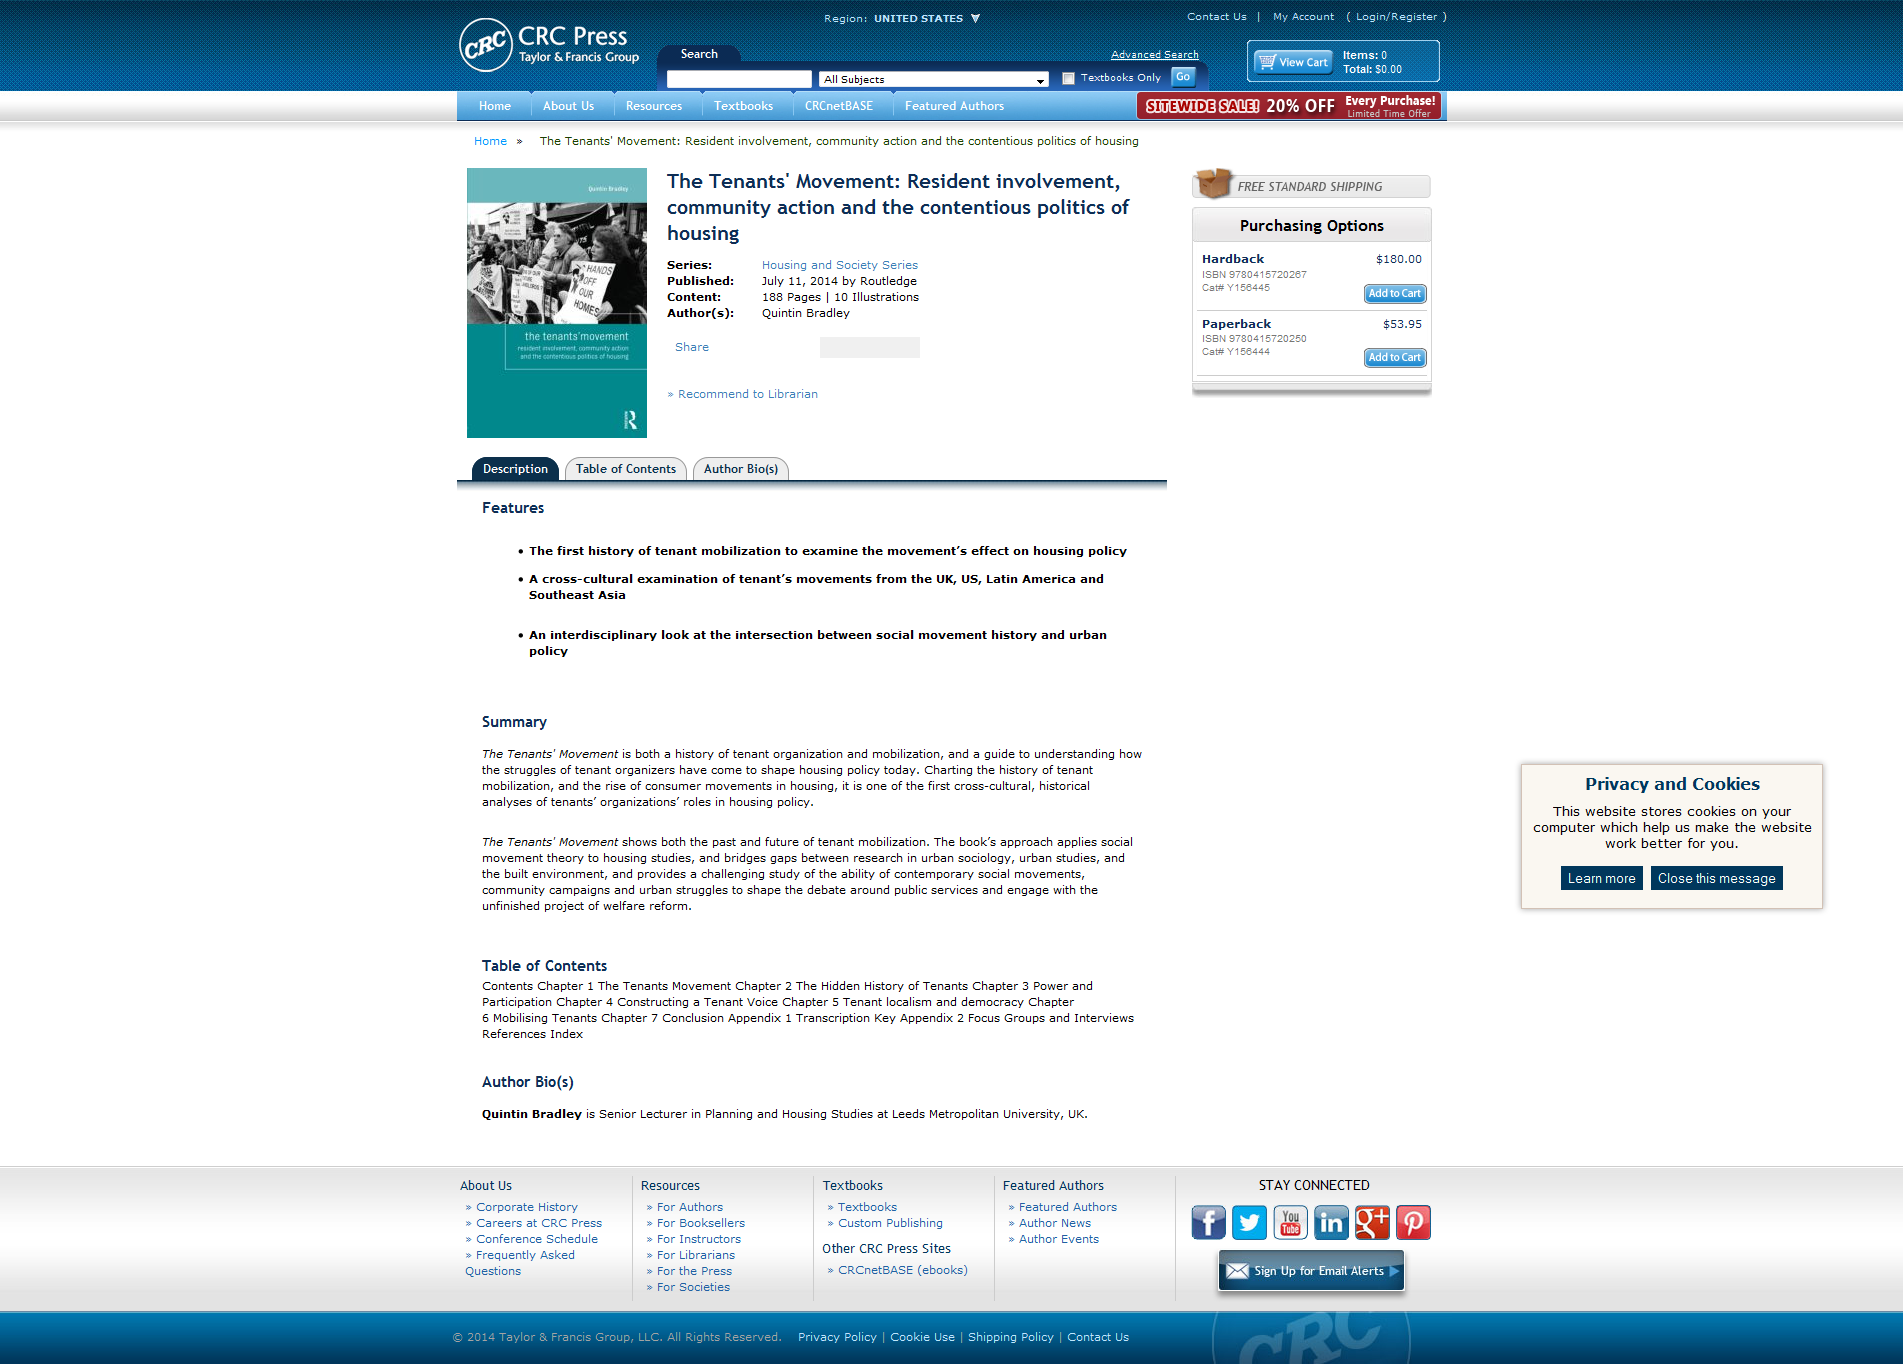 Region: UNITED STATES
Contact Us | My Account ( Login/Register )
CRC
CRC Press
Taylor & Francis Group
Search
Advanced Search
All Subjects
Textbooks Only
Go
View Cart
Items: 0
Total: $0.00
Home
About Us
Resources
Textbooks
CRCnetBASE
Featured Authors
SITEWIDE SALE! 20% OFF
Every Purchase!
Limited Time Offer
Home » The Tenants' Movement: Resident involvement, community action and the contentious politics of housing
Quintin Bradley
HANDS
OFF
OUR
HOMES
the tenants'movement
resident involvement, community action
and the contentious politics of housing
R
The Tenants' Movement: Resident involvement,
community action and the contentious politics of
housing
Series: Housing and Society Series
Published: July 11, 2014 by Routledge
Content: 188 Pages | 10 Illustrations
Author(s): Quintin Bradley
Share
» Recommend to Librarian
FREE STANDARD SHIPPING
Purchasing Options
Hardback $180.00
ISBN 9780415720267
Cat# Y156445
Add to Cart
Paperback $53.95
ISBN 9780415720250
Cat# Y156444
Add to Cart
Description
Table of Contents
Author Bio(s)
Features
• The first history of tenant mobilization to examine the movement’s effect on housing policy
• A cross-cultural examination of tenant’s movements from the UK, US, Latin America and
Southeast Asia
• An interdisciplinary look at the intersection between social movement history and urban
policy
Summary
The Tenants' Movement is both a history of tenant organization and mobilization, and a guide to understanding how
the struggles of tenant organizers have come to shape housing policy today. Charting the history of tenant
mobilization, and the rise of consumer movements in housing, it is one of the first cross-cultural, historical
analyses of tenants’ organizations’ roles in housing policy.
The Tenants' Movement shows both the past and future of tenant mobilization. The book’s approach applies social
movement theory to housing studies, and bridges gaps between research in urban sociology, urban studies, and
the built environment, and provides a challenging study of the ability of contemporary social movements,
community campaigns and urban struggles to shape the debate around public services and engage with the
unfinished project of welfare reform.
Table of Contents
Contents Chapter 1 The Tenants Movement Chapter 2 The Hidden History of Tenants Chapter 3 Power and
Participation Chapter 4 Constructing a Tenant Voice Chapter 5 Tenant localism and democracy Chapter
6 Mobilising Tenants Chapter 7 Conclusion Appendix 1 Transcription Key Appendix 2 Focus Groups and Interviews
References Index
Author Bio(s)
Quintin Bradley is Senior Lecturer in Planning and Housing Studies at Leeds Metropolitan University, UK.
Privacy and Cookies
This website stores cookies on your
computer which help us make the website
work better for you.
Learn more
Close this message
About Us
» Corporate History
» Careers at CRC Press
» Conference Schedule
» Frequently Asked
Questions
Resources
» For Authors
» For Booksellers
» For Instructors
» For Librarians
» For the Press
» For Societies
Textbooks
» Textbooks
» Custom Publishing
Other CRC Press Sites
» CRCnetBASE (ebooks)
Featured Authors
» Featured Authors
» Author News
» Author Events
STAY CONNECTED
f
You
Tube
in
g+
Sign Up for Email Alerts
© 2014 Taylor & Francis Group, LLC. All Rights Reserved. Privacy Policy | Cookie Use | Shipping Policy | Contact Us
CRC